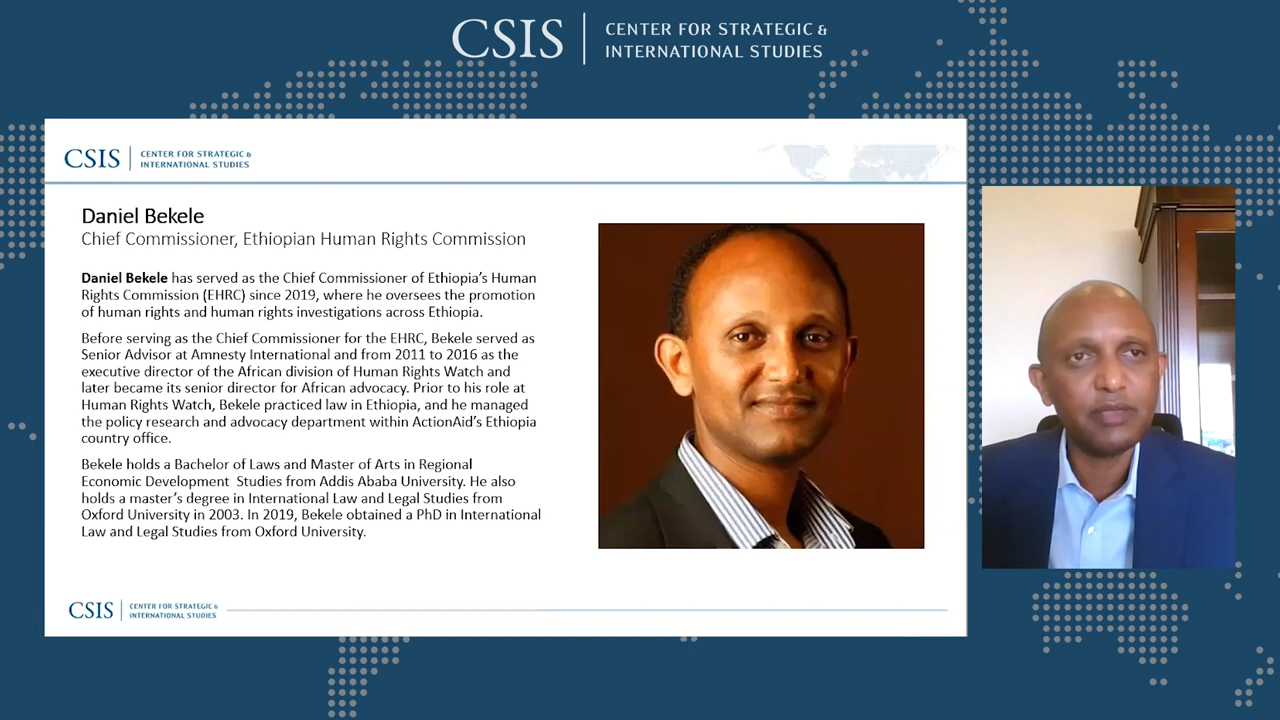 CSIS
CENTER FOR STRATEGIC &
INTERNATIONAL STUDIES
CSIS
CENTER FOR STRATEGIC &
INTERNATIONAL STUDIES
Daniel Bekele
Chief Commissioner, Ethiopian Human Rights Commission
Daniel Bekele has served as the Chief Commissioner of Ethiopia's Human
Rights Commission (EHRC) since 2019, where he oversees the promotion
of human rights and human rights investigations across Ethiopia.
Before serving as the Chief Commissioner for the EHRC, Bekele served as
Senior Advisor at Amnesty International and from 2011 to 2016 as the
executive director of the African division of Human Rights Watch and
later became its senior director for African advocacy. Prior to his role at
Human Rights Watch, Bekele practiced law in Ethiopia, and he managed
the policy research and advocacy department within ActionAid's Ethiopia
country office.
Bekele holds a Bachelor of Laws and Master of Arts in Regional
Economic Development Studies from Addis Ababa University. He also
holds a master's degree in International Law and Legal Studies from
Oxford University in 2003. In 2019, Bekele obtained a PhD in International
Law and Legal Studies from Oxford University.
CSIS
CENTER FOR STRATEGIC &
INTERNATIONAL STUDIES